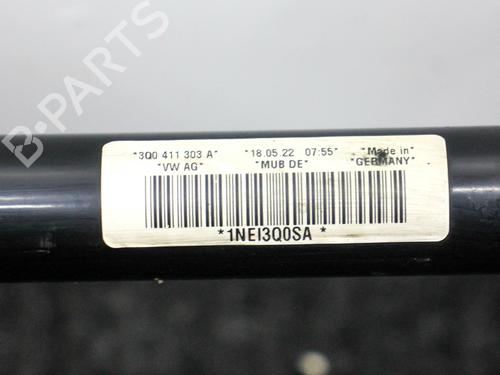 *3Q0 411 303 A* *18.05.22 07:55* *Made in*
*VW AG* *MUB DE* *GERMANY*
*1NEI3Q0SA*
B-PARTS